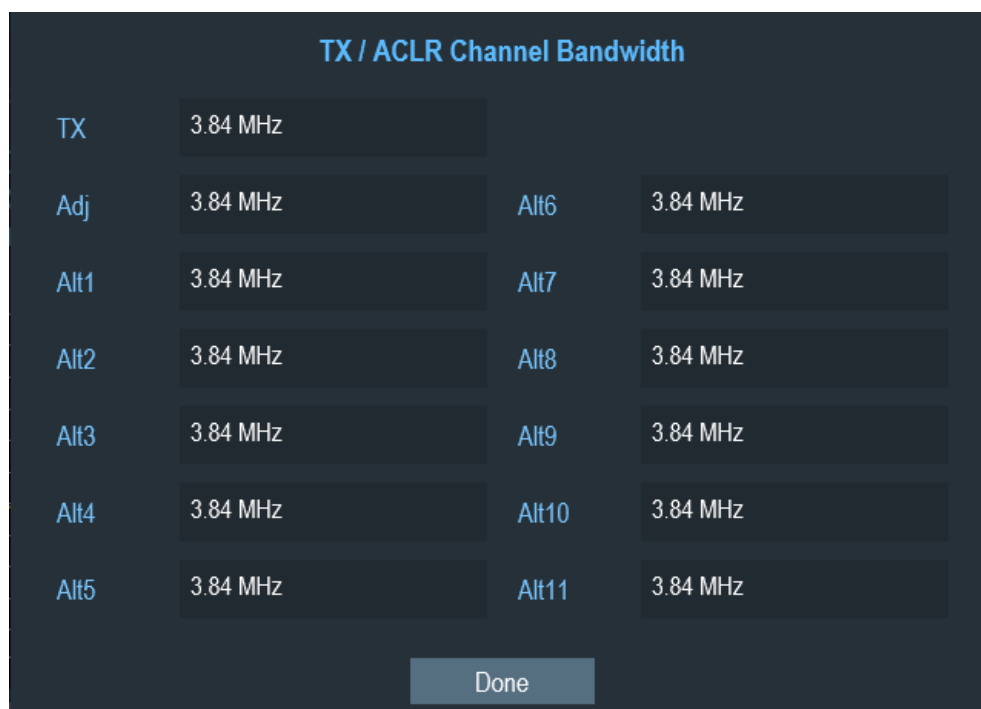 TX / ACLR Channel Bandwidth
TX 3.84 MHz
Adj 3.84 MHz Alt6 3.84 MHz
Alt1 3.84 MHz Alt7 3.84 MHz
Alt2 3.84 MHz Alt8 3.84 MHz
Alt3 3.84 MHz Alt9 3.84 MHz
Alt4 3.84 MHz Alt10 3.84 MHz
Alt5 3.84 MHz Alt11 3.84 MHz
Done